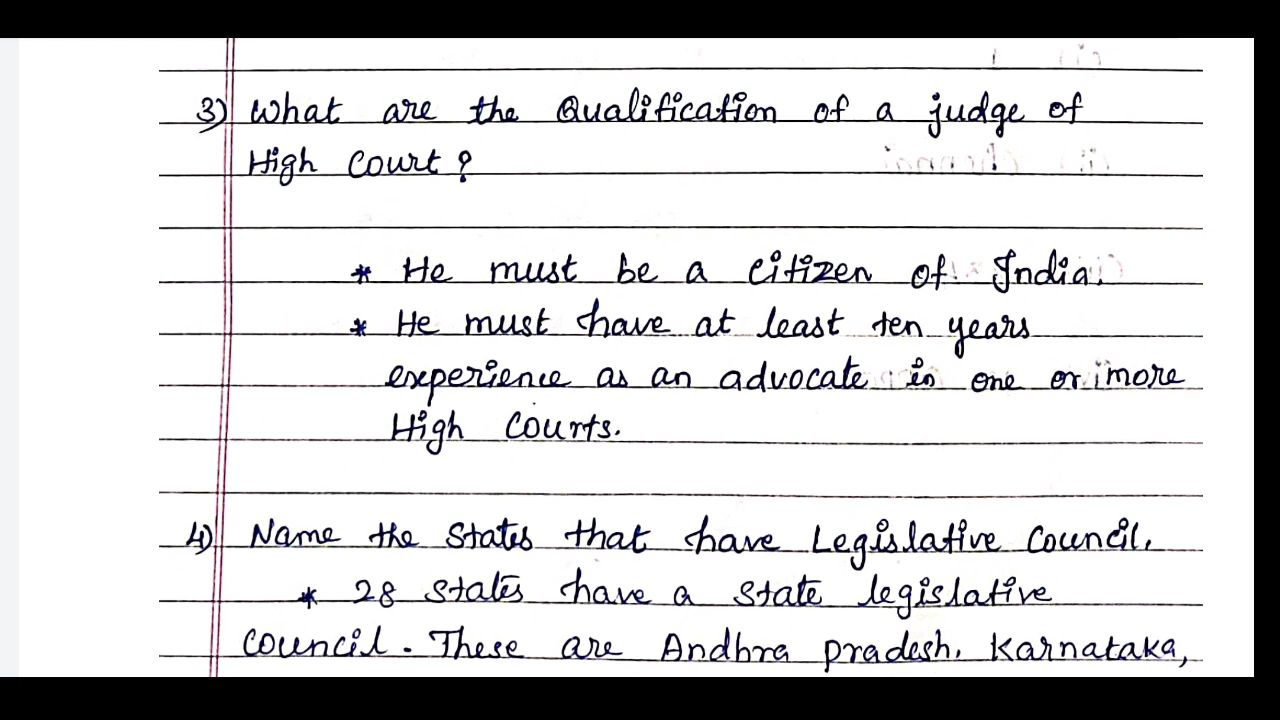 3) What are the Qualification of a judge of
High Court?
* He must be a citizen of India.
* He must have at least ten years
experience as an advocate in one or more
High Courts.
4) Name the States that have Legislative Council.
* 28 states have a state legislative
council. These are Andhra pradesh, Karnataka,